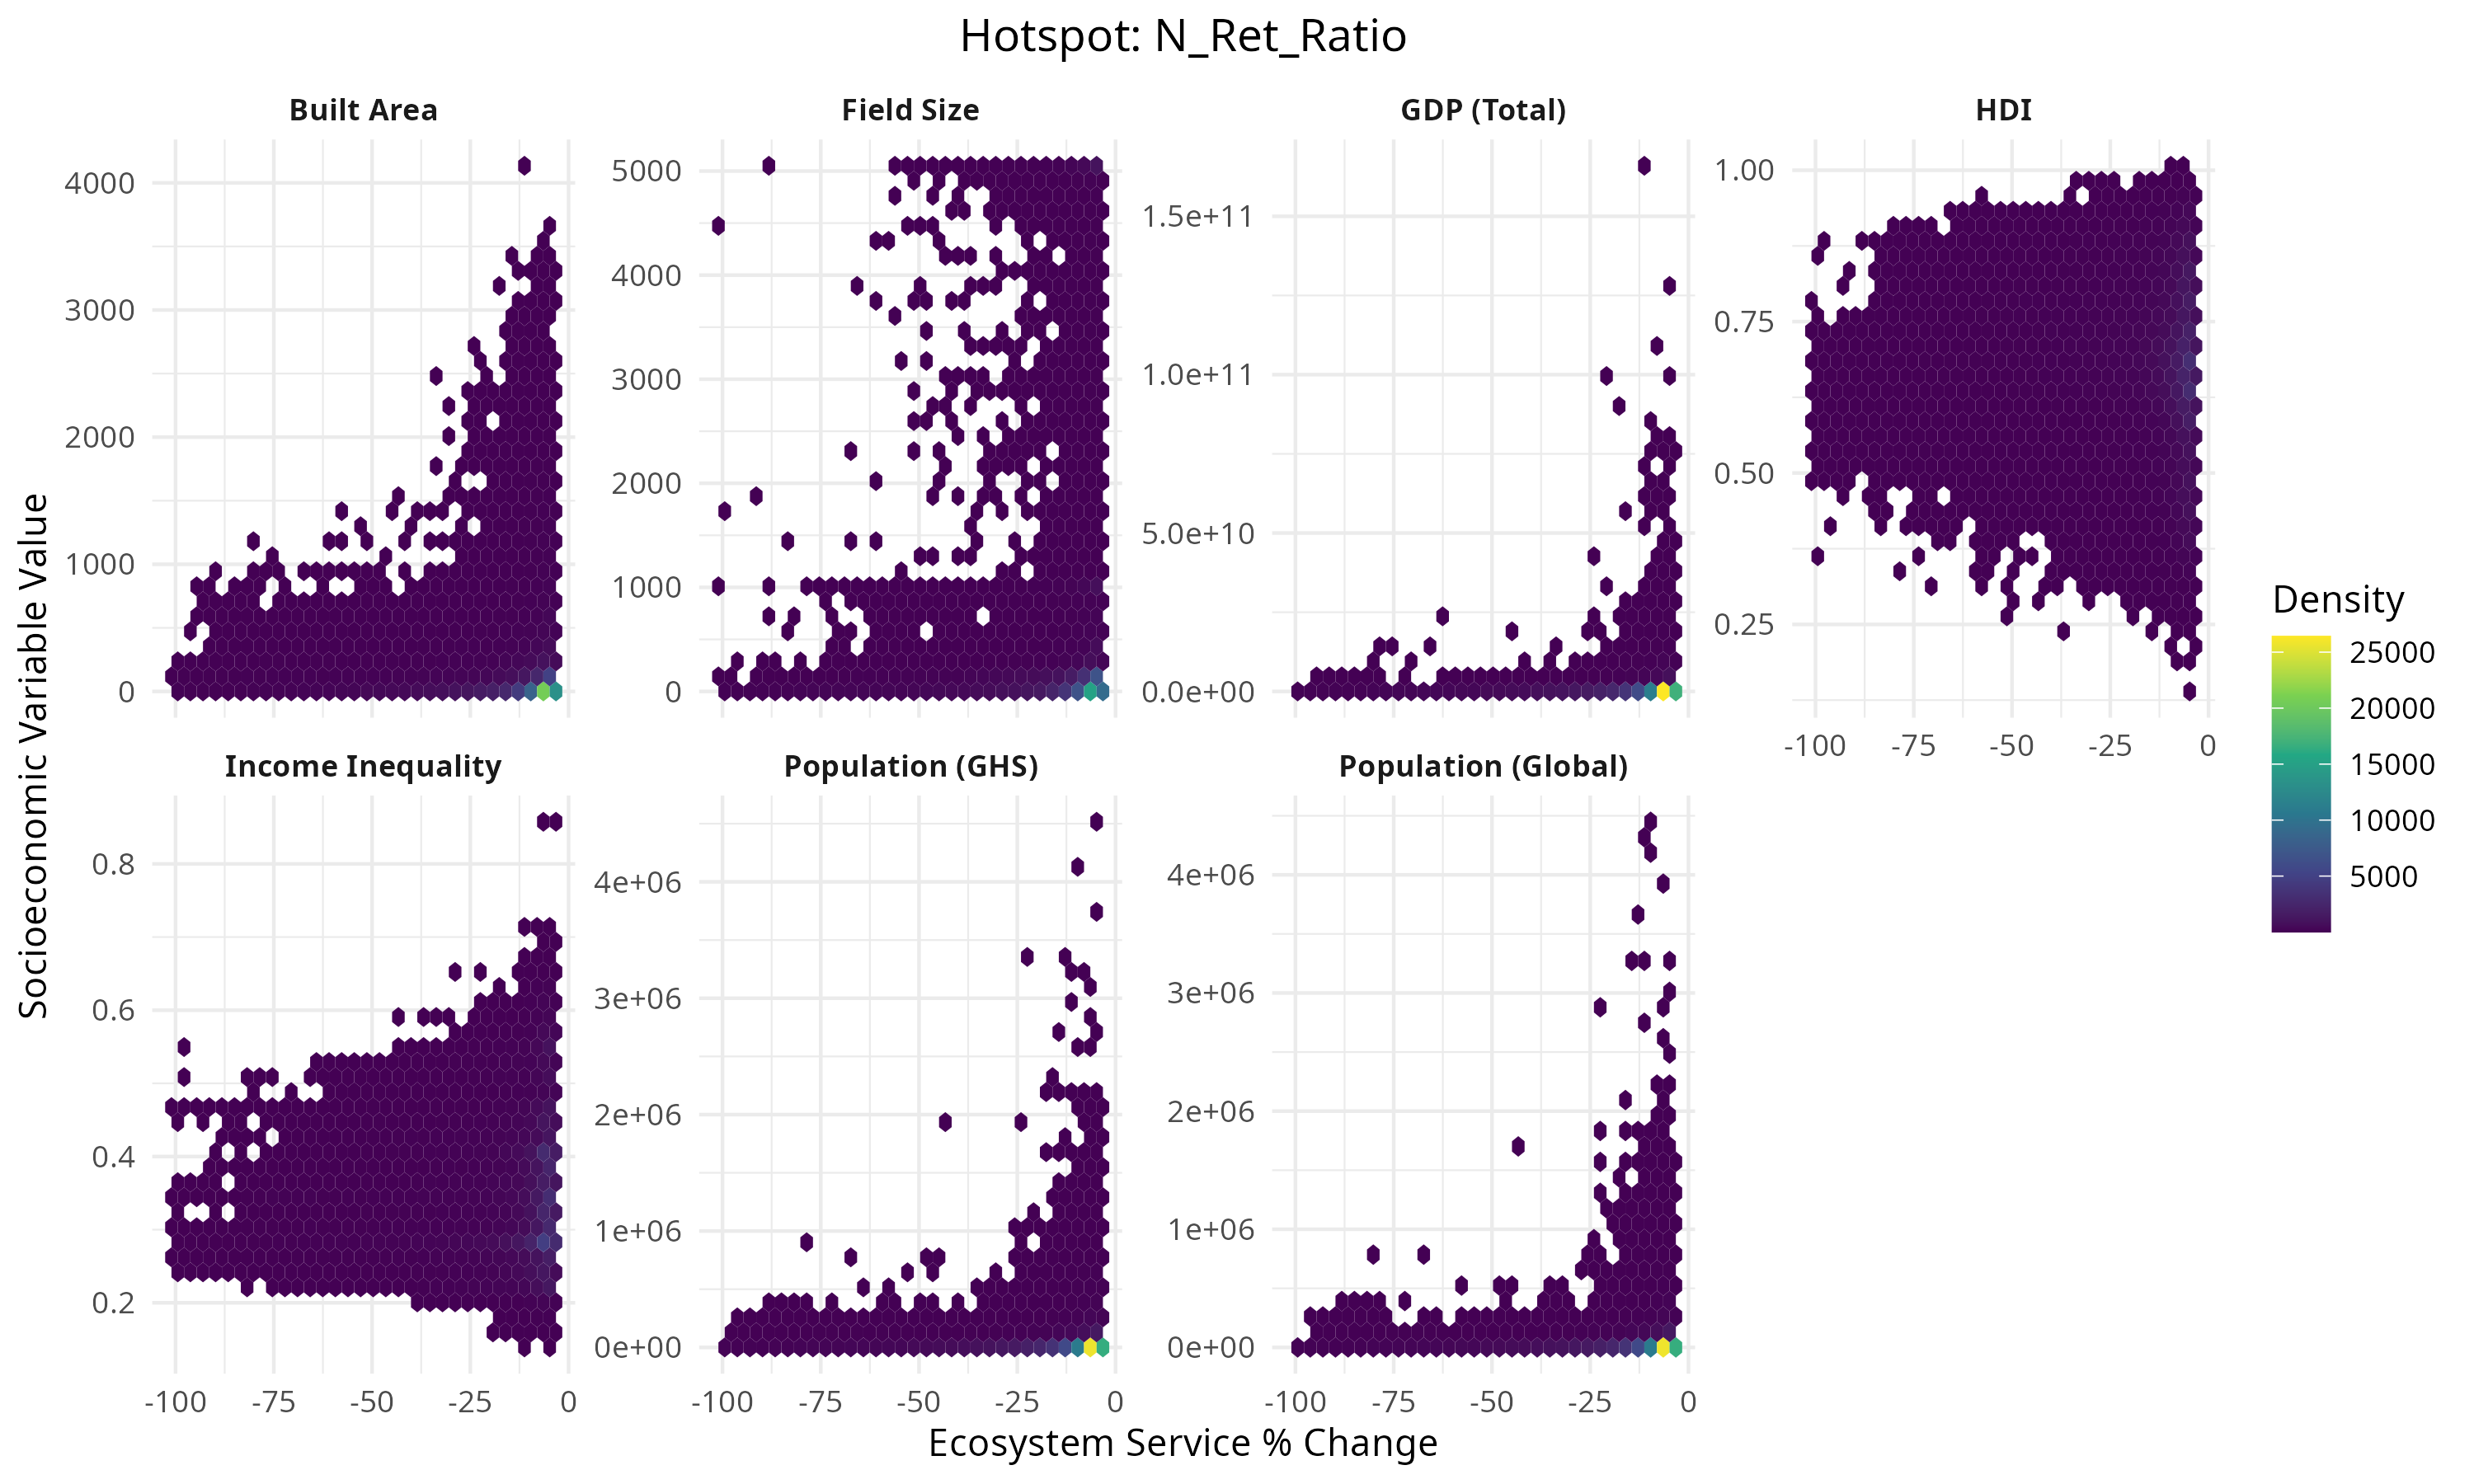 Hotspot: N_Ret_Ratio
Built Area
Field Size
GDP (Total)
HDI
4000
3000
2000
1000
0
5000
4000
3000
2000
1000
0
1.5e+11
1.0e+11
5.0e+10
0.0e+00
1.00
0.75
0.50
0.25
-100 -75 -50 -25 0
Socioeconomic Variable Value
Income Inequality
Population (GHS)
Population (Global)
0.8
0.6
0.4
0.2
4e+06
3e+06
2e+06
1e+06
0e+00
4e+06
3e+06
2e+06
1e+06
0e+00
-100 -75 -50 -25 0
-100 -75 -50 -25 0
-100 -75 -50 -25 0
Ecosystem Service % Change
Density
25000
20000
15000
10000
5000